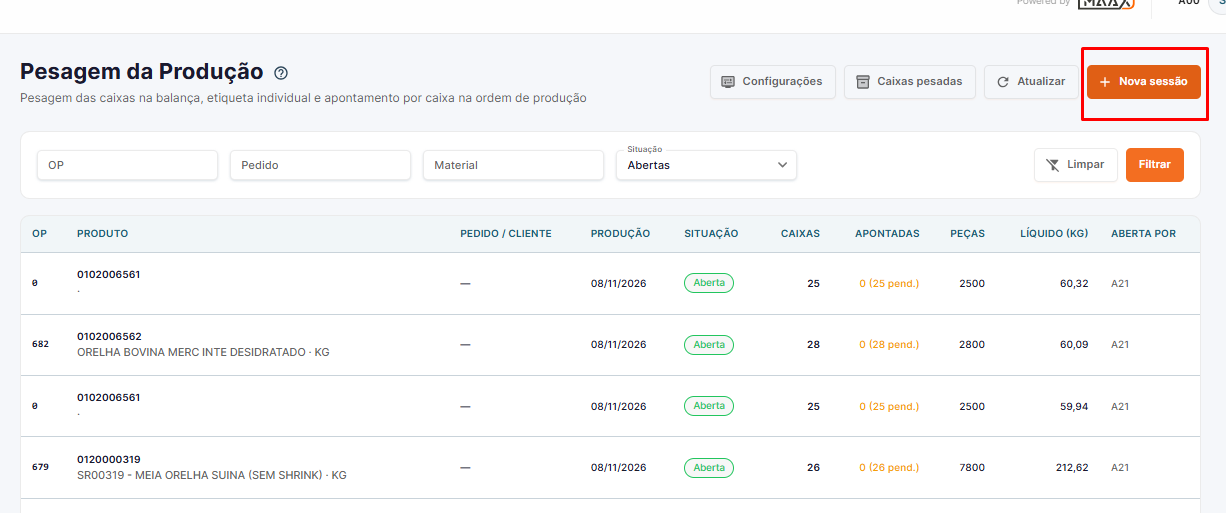 Powered by MAAX A00 S
Pesagem da Produção
Pesagem das caixas na balança, etiqueta individual e apontamento por caixa na ordem de produção
Configurações Caixas pesadas Atualizar + Nova sessão
Situação
OP Pedido Material Abertas Limpar Filtrar
OP PRODUTO PEDIDO / CLIENTE PRODUÇÃO SITUAÇÃO CAIXAS APONTADAS PEÇAS LÍQUIDO (KG) ABERTA POR
0102006561
0 — 08/11/2026 Aberta 25 0 (25 pend.) 2500 60,32 A21
.
0102006562
682 — 08/11/2026 Aberta 28 0 (28 pend.) 2800 60,09 A21
ORELHA BOVINA MERC INTE DESIDRATADO · KG
0102006561
0 — 08/11/2026 Aberta 25 0 (25 pend.) 2500 59,94 A21
.
0120000319
679 — 08/11/2026 Aberta 26 0 (26 pend.) 7800 212,62 A21
SR00319 - MEIA ORELHA SUINA (SEM SHRINK) · KG